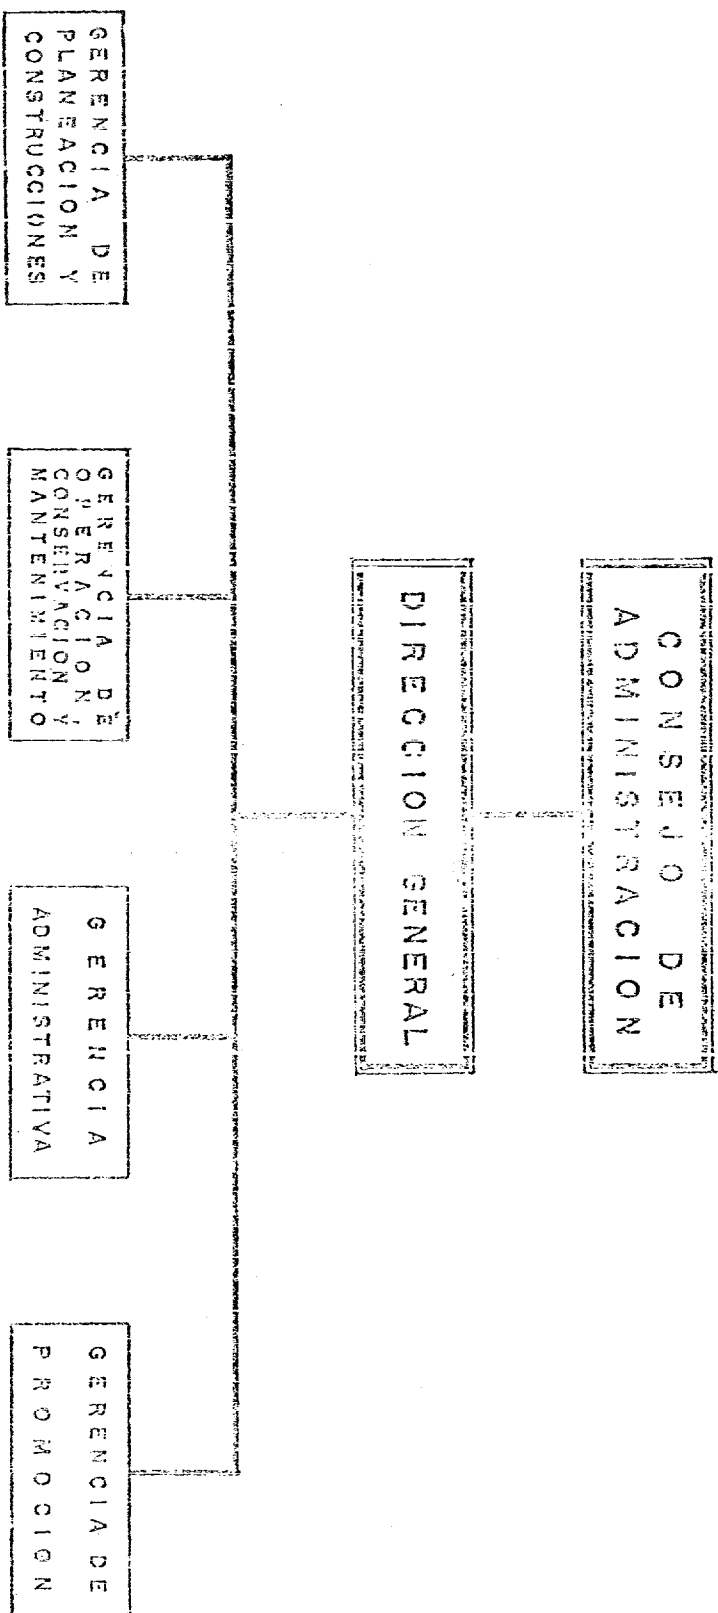 CONSEJO DE
ADMINISTRACION
DIRECCION GENERAL
GERENCIA DE
PLANEACION Y
CONSTRUCCIONES
GERENCIA DE
OPERACION,
CONSERVACION Y
MANTENIMIENTO
GERENCIA
ADMINISTRATIVA
GERENCIA DE
PROMOCION